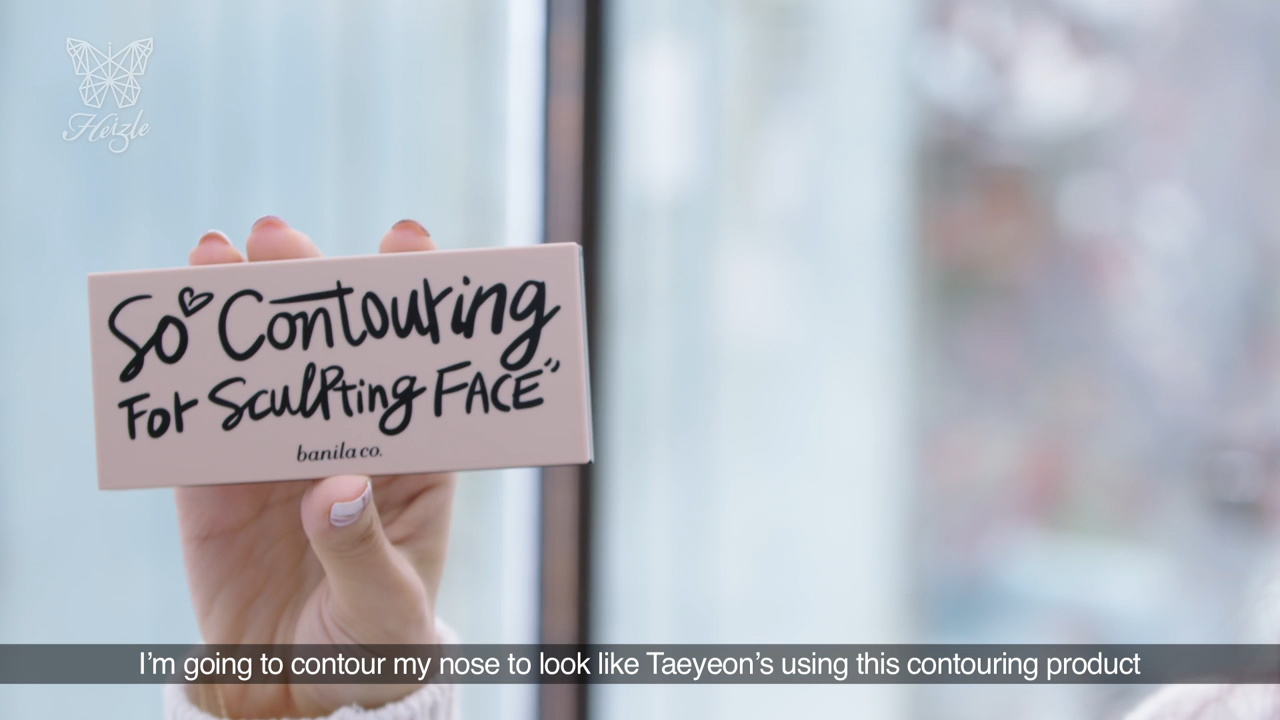 Heizle
So Contouring
For Sculpting FACE"
banila co.
I'm going to contour my nose to look like Taeyeon's using this contouring product